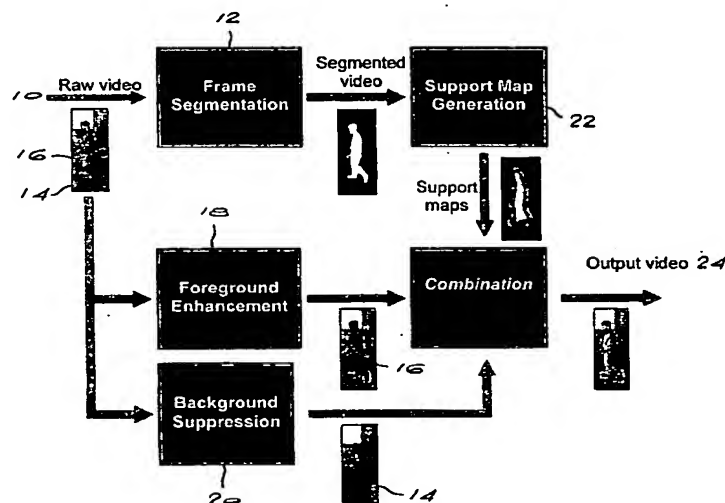 12
Raw video
10
Frame
Segmentation
Segmented
video
Support Map
Generation
22
16
14
Support
maps
18
Foreground
Enhancement
Combination
Output video 24
16
Background
Suppression
20
14